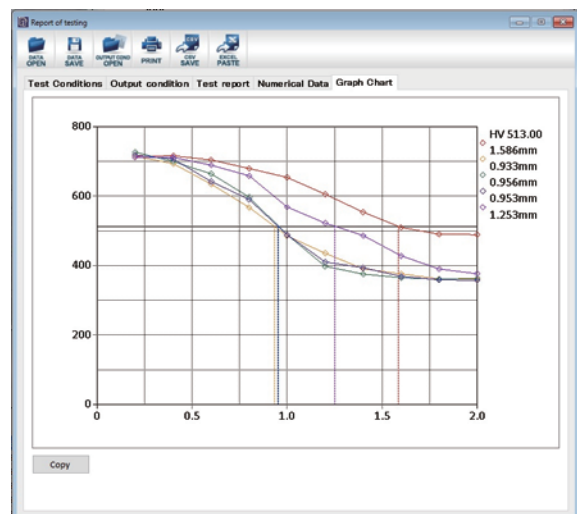 Report of testing
DATA OPEN
DATA SAVE
OUTPUT COND OPEN
PRINT
CSV SAVE
EXCEL PASTE
Test Conditions Output condition Test report Numerical Data Graph Chart
800
600
400
200
0
0 0.5 1.0 1.5 2.0
HV 513.00
1.586mm
0.933mm
0.956mm
0.953mm
1.253mm
Copy